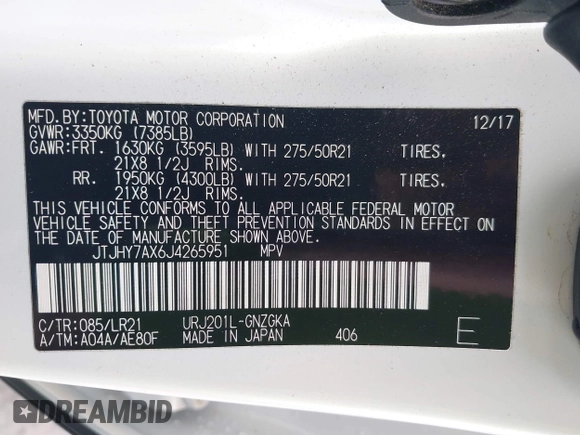 MFD.BY:TOYOTA MOTOR CORPORATION 12/17
GVWR:3350KG (7385LB)
GAWR:FRT. 1630KG (3595LB) WITH 275/50R21 TIRES,
21X8 1/2J RIMS.
RR. 1950KG (4300LB) WITH 275/50R21 TIRES,
21X8 1/2J RIMS.
THIS VEHICLE CONFORMS TO ALL APPLICABLE FEDERAL MOTOR
VEHICLE SAFETY AND THEFT PREVENTION STANDARDS IN EFFECT ON
THE DATE OF MANUFACTURE SHOWN ABOVE.
JTJHY7AX6J4265951 MPV
C/TR:085/LR21 URJ201L-GNZGKA
A/TM:A04A/AE80F MADE IN JAPAN 406 E
DREAMBID